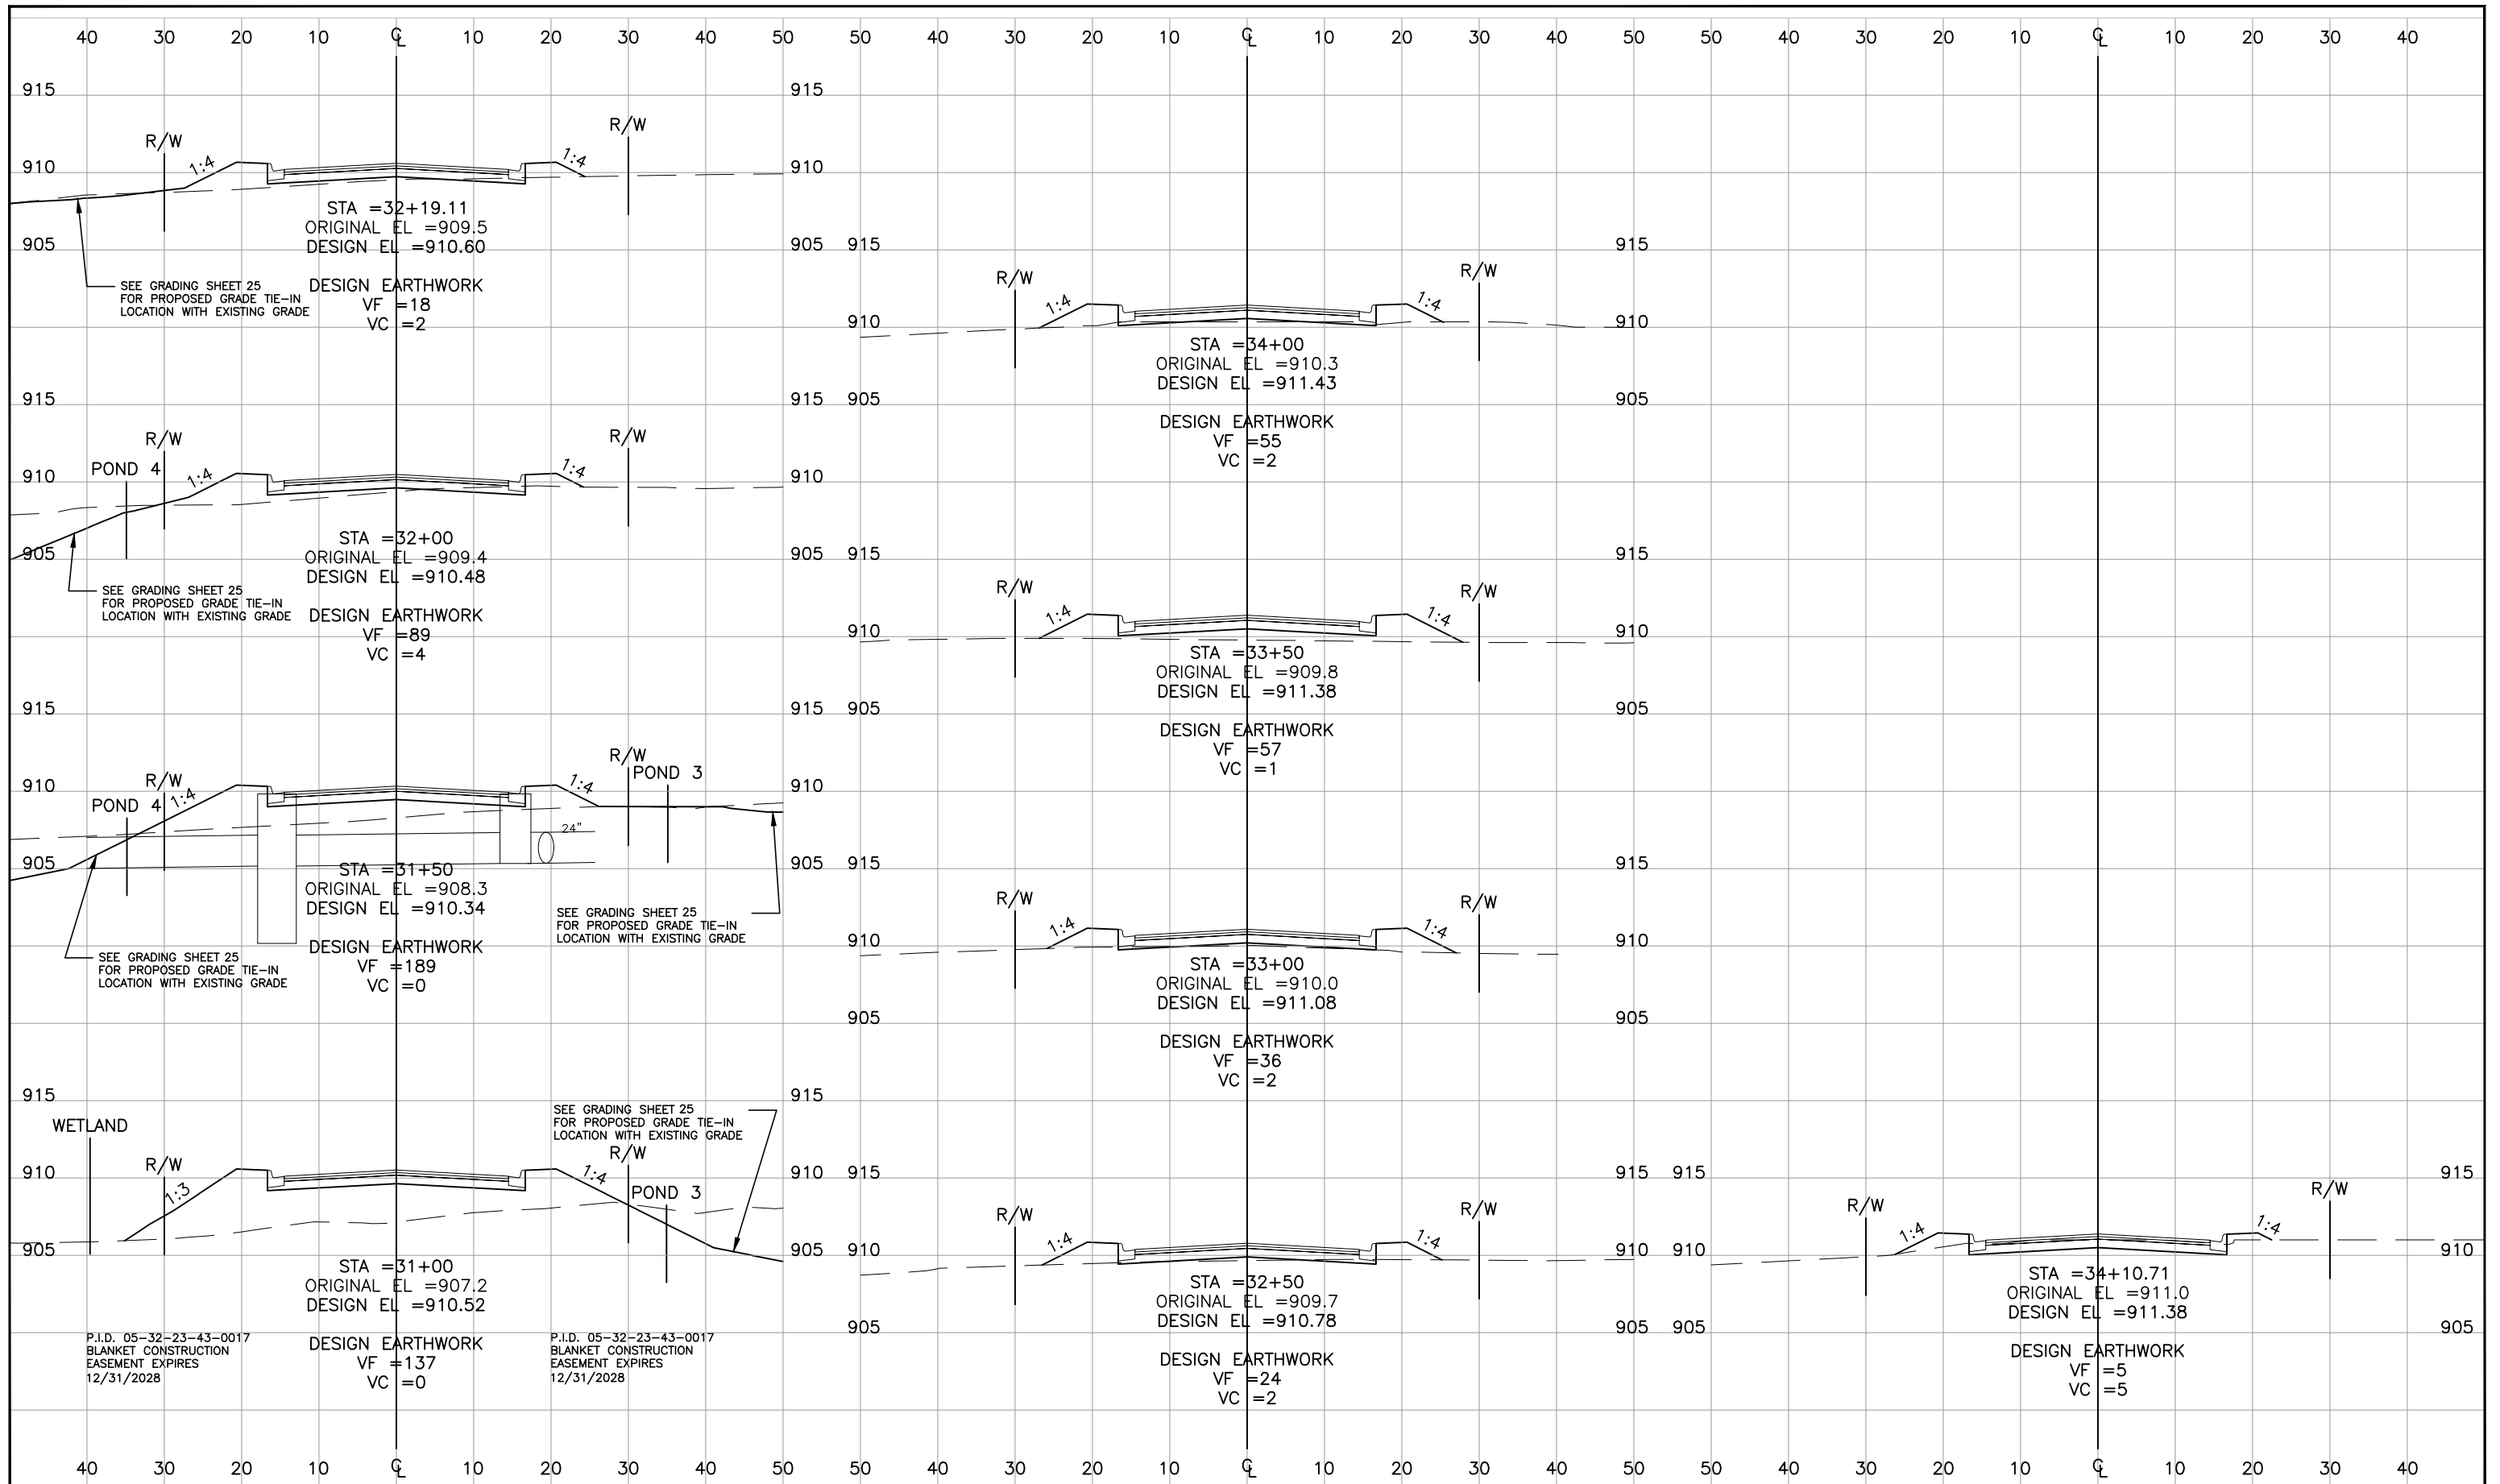 40 30 20 10 ℄ 10 20 30 40 50 50 40 30 20 10 ℄ 10 20 30 40 50 50 40 30 20 10 ℄ 10 20 30 40
915 915
R/W R/W
910 1:4 1:4 910
STA =32+19.11
ORIGINAL EL =909.5
905 DESIGN EL =910.60 905
SEE GRADING SHEET 25
FOR PROPOSED GRADE TIE-IN
LOCATION WITH EXISTING GRADE
DESIGN EARTHWORK
VF =18
VC =2
915 915
R/W R/W
POND 4
910 1:4 1:4 910
STA =32+00
905 ORIGINAL EL =909.4 905
DESIGN EL =910.48
SEE GRADING SHEET 25
FOR PROPOSED GRADE TIE-IN
LOCATION WITH EXISTING GRADE
DESIGN EARTHWORK
VF =89
VC =4
915 915
R/W R/W
POND 3
910 1:4 1:4 910
POND 4
24"
905 STA =31+50 905
ORIGINAL EL =908.3
DESIGN EL =910.34
SEE GRADING SHEET 25
FOR PROPOSED GRADE TIE-IN
LOCATION WITH EXISTING GRADE
SEE GRADING SHEET 25
FOR PROPOSED GRADE TIE-IN
LOCATION WITH EXISTING GRADE
DESIGN EARTHWORK
VF =189
VC =0
915 915
SEE GRADING SHEET 25
FOR PROPOSED GRADE TIE-IN
LOCATION WITH EXISTING GRADE
WETLAND
R/W R/W
910 1:3 1:4 910
POND 3
905 905
STA =31+00
ORIGINAL EL =907.2
DESIGN EL =910.52
P.I.D. 05-32-23-43-0017
BLANKET CONSTRUCTION
EASEMENT EXPIRES
12/31/2028
DESIGN EARTHWORK
VF =137
VC =0
P.I.D. 05-32-23-43-0017
BLANKET CONSTRUCTION
EASEMENT EXPIRES
12/31/2028
915 915
R/W R/W
1:4 1:4
910 910
STA =34+00
ORIGINAL EL =910.3
DESIGN EL =911.43
905 905
DESIGN EARTHWORK
VF =55
VC =2
915 915
R/W R/W
1:4 1:4
910 910
STA =33+50
ORIGINAL EL =909.8
DESIGN EL =911.38
905 905
DESIGN EARTHWORK
VF =57
VC =1
915 915
R/W R/W
1:4 1:4
910 910
STA =33+00
ORIGINAL EL =910.0
DESIGN EL =911.08
905 905
DESIGN EARTHWORK
VF =36
VC =2
915 915
R/W R/W
1:4 1:4
910 910
STA =32+50
ORIGINAL EL =909.7
DESIGN EL =910.78
905 905
DESIGN EARTHWORK
VF =24
VC =2
915 915
R/W R/W
1:4 1:4
910 910
STA =34+10.71
ORIGINAL EL =911.0
DESIGN EL =911.38
905 905
DESIGN EARTHWORK
VF =5
VC =5
40 30 20 10 ℄ 10 20 30 40 50 50 40 30 20 10 ℄ 10 20 30 40 50 50 40 30 20 10 ℄ 10 20 30 40